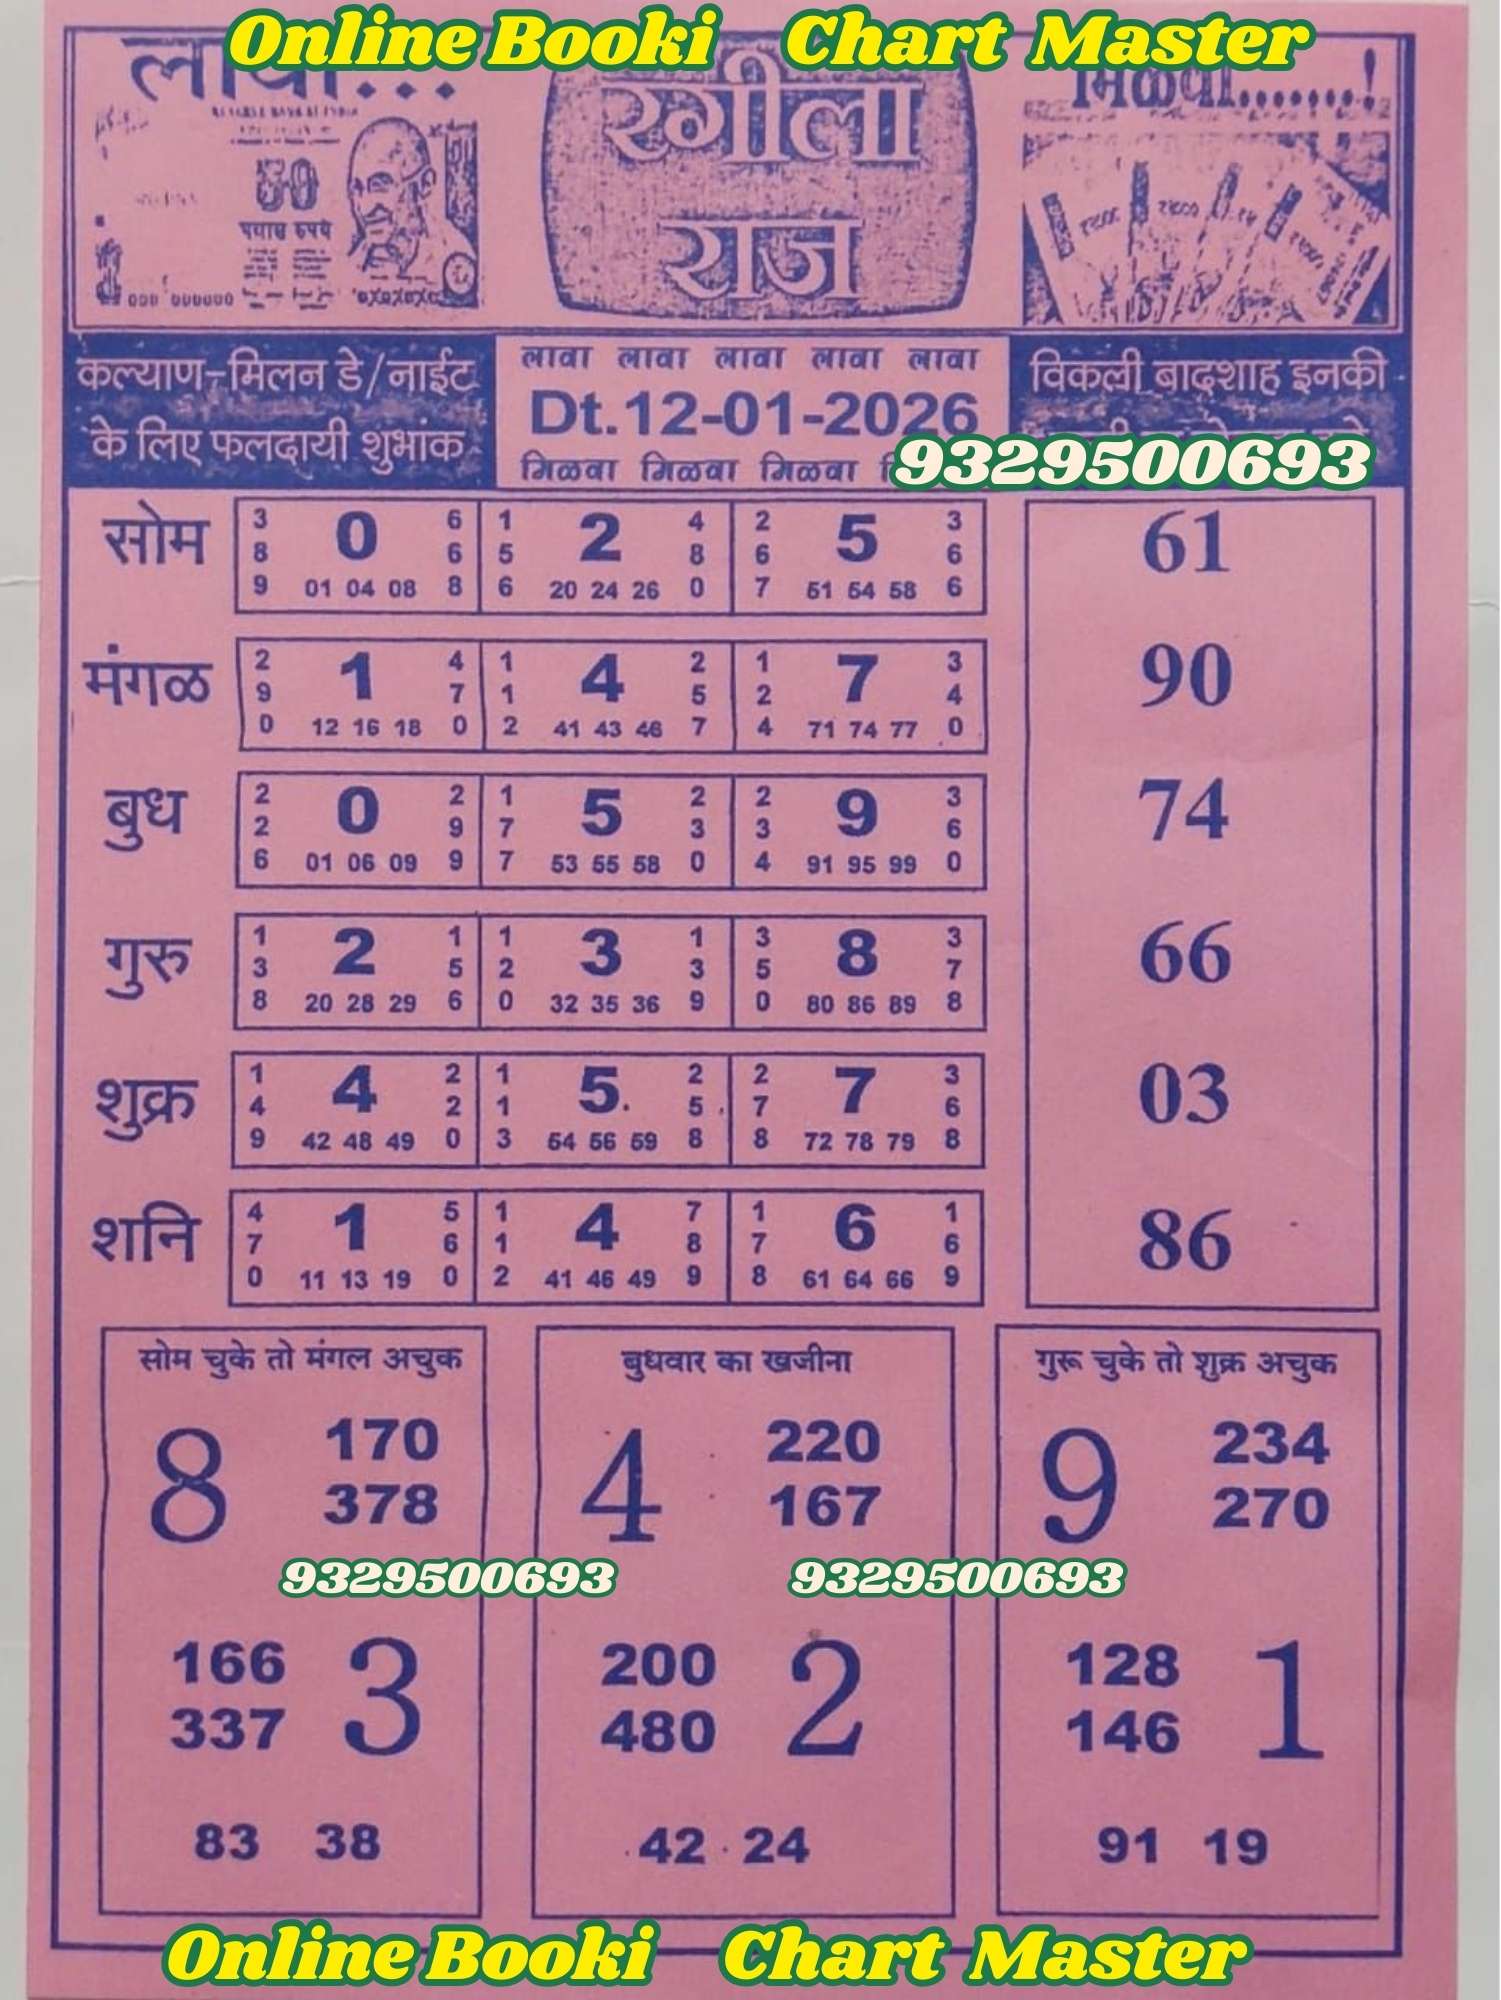 Online Booki Chart Master
रंगीला
मिळवा.......!
राज
50
पचास रुपये
कल्याण-मिलन डे/नाईट
के लिए फलदायी शुभांक
लावा लावा लावा लावा लावा
Dt.12-01-2026
मिळवा मिळवा मिळवा
विकली बादशाह इनकी
9329500693
सोम
3 6 1 4 2 3
0 2 5
8 6 5 8 6 6
9 01 04 08 8 6 20 24 26 0 7 51 54 58 6
61
मंगळ
2 4 1 2 1 3
1 4 7
9 7 1 5 2 4
0 12 16 18 0 2 41 43 46 7 4 71 74 77 0
90
बुध
2 2 1 2 2 3
0 5 9
2 9 7 3 3 6
6 01 06 09 9 7 53 55 58 0 4 91 95 99 0
74
गुरु
1 1 1 1 3 3
2 3 8
3 5 2 3 5 7
8 20 28 29 6 0 32 35 36 9 0 80 86 89 8
66
शुक्र
1 2 1 2 2 3
4 5 7
4 2 1 5 7 6
9 42 48 49 0 3 54 56 59 8 8 72 78 79 8
03
शनि
4 5 1 7 1 1
1 4 6
7 6 1 8 7 6
0 11 13 19 0 2 41 46 49 9 8 61 64 66 9
86
सोम चुके तो मंगल अचुक
8 170
378
166 3
337
83 38
बुधवार का खजीना
4 220
167
200 2
480
42 24
गुरू चुके तो शुक्र अचुक
9 234
270
128 1
146
91 19
9329500693 9329500693
Online Booki Chart Master